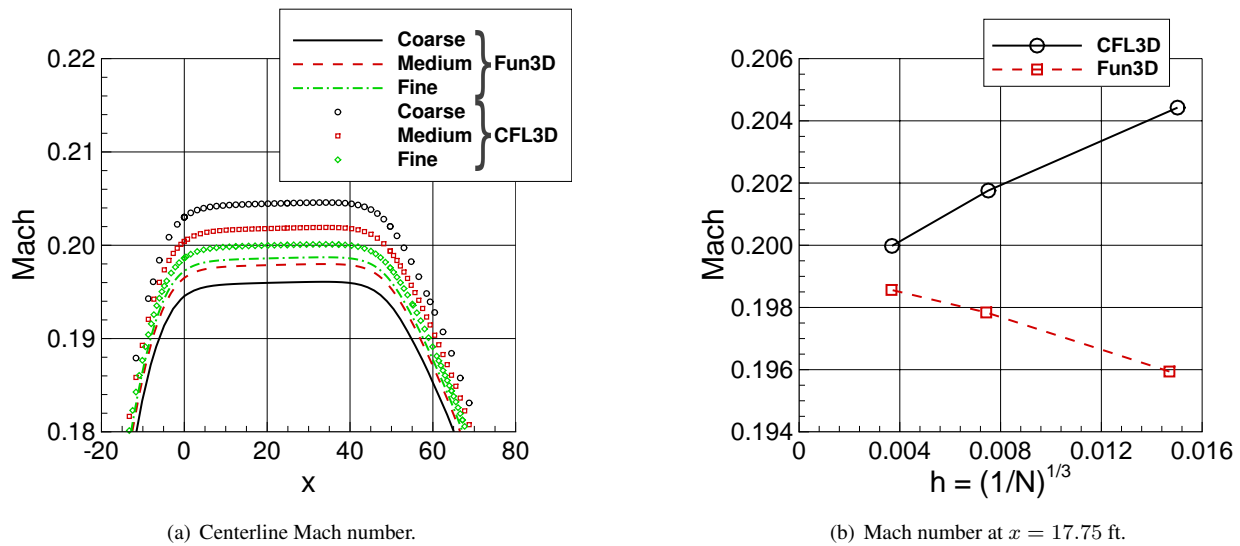 Coarse
Medium
Fine
Fun3D
Coarse
Medium
Fine
CFL3D
0.22
0.21
0.20
0.19
0.18
Mach
-20 0 20 40 60 80
x
(a) Centerline Mach number.
CFL3D
Fun3D
0.206
0.204
0.202
0.200
0.198
0.196
0.194
Mach
0 0.004 0.008 0.012 0.016
h = (1/N)^{1/3}
(b) Mach number at x = 17.75 ft.